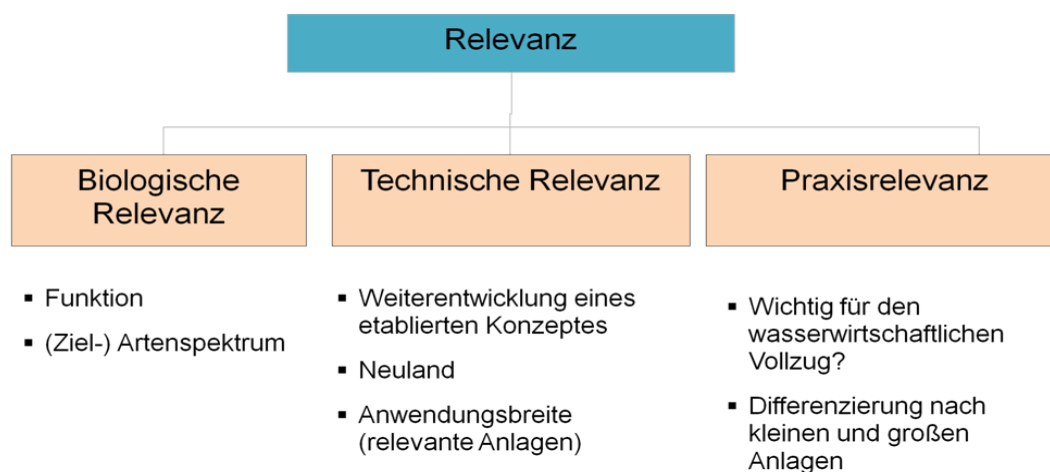 Relevanz
Biologische
Relevanz
▪ Funktion
▪ (Ziel-) Artenspektrum
Technische Relevanz
▪ Weiterentwicklung eines
etablierten Konzeptes
▪ Neuland
▪ Anwendungsbreite
(relevante Anlagen)
Praxisrelevanz
▪ Wichtig für den
wasserwirtschaftlichen
Vollzug?
▪ Differenzierung nach
kleinen und großen
Anlagen